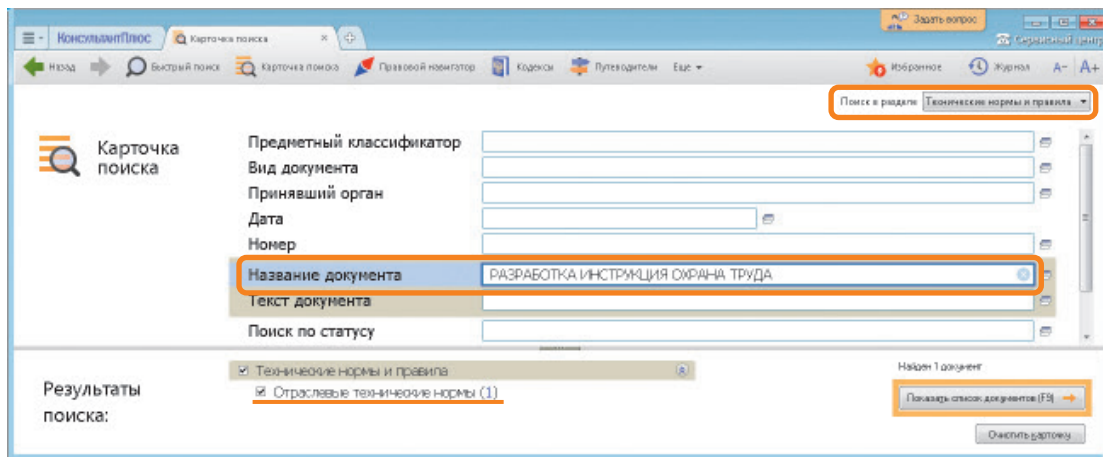 Задать вопрос
КонсультантПлюс
Карточка поиска
Сервисный центр
Назад
Быстрый поиск
Карточка поиска
Правовой навигатор
Кодексы
Путеводители
Еще
Избранное
Журнал
А-
А+
Поиск в разделе
Технические нормы и правила
Карточка
поиска
Предметный классификатор
Вид документа
Принявший орган
Дата
Номер
Название документа
РАЗРАБОТКА ИНСТРУКЦИЯ ОХРАНА ТРУДА
Текст документа
Поиск по статусу
Результаты
поиска:
Технические нормы и правила
Отраслевые технические нормы (1)
Найден 1 документ
Показать список документов (F9)
Очистить карточку